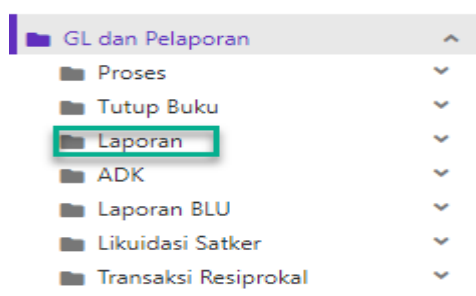 GL dan Pelaporan
Proses
Tutup Buku
Laporan
ADK
Laporan BLU
Likuidasi Satker
Transaksi Resiprokal